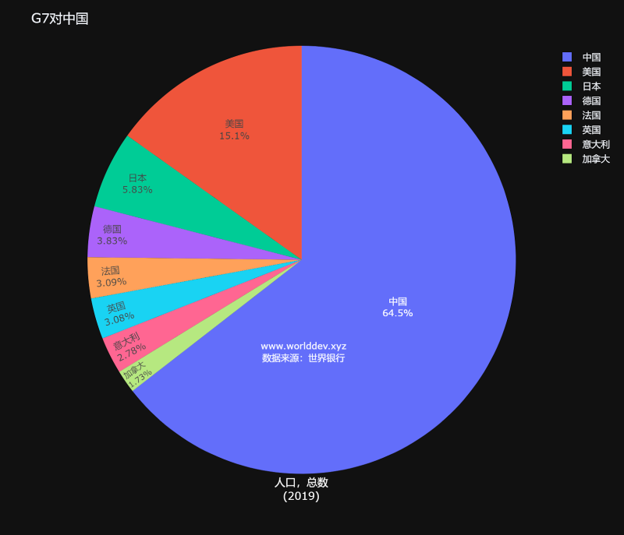 G7对中国
中国
美国
日本
德国
法国
英国
意大利
加拿大
美国
15.1%
日本
5.83%
德国
3.83%
法国
3.09%
英国
3.08%
意大利
2.78%
加拿大
1.73%
中国
64.5%
www.worlddev.xyz
数据来源：世界银行
人口，总数
(2019)